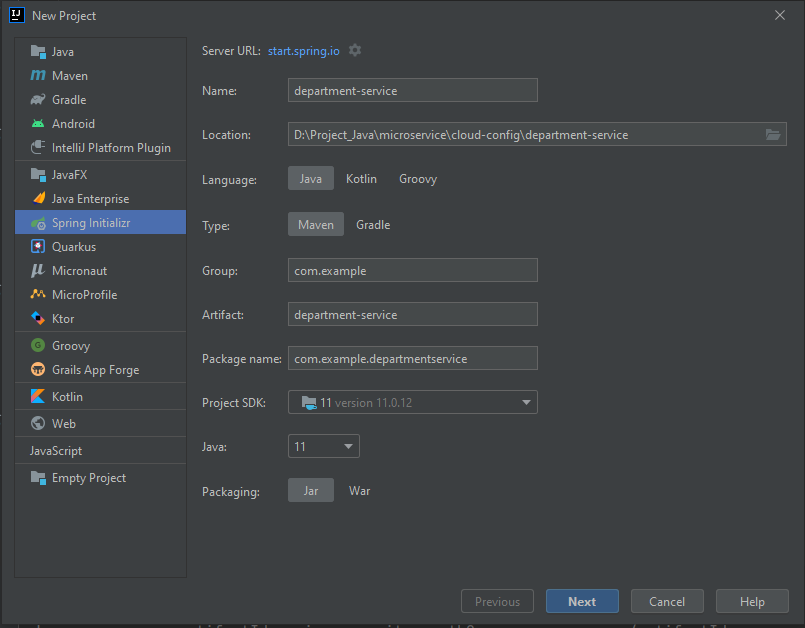 New Project
Java
Maven
Gradle
Android
IntelliJ Platform Plugin
JavaFX
Java Enterprise
Spring Initializr
Quarkus
Micronaut
MicroProfile
Ktor
Groovy
Grails App Forge
Kotlin
Web
JavaScript
Empty Project
Server URL: start.spring.io
Name: department-service
Location: D:\Project_Java\microservice\cloud-config\department-service
Language: Java Kotlin Groovy
Type: Maven Gradle
Group: com.example
Artifact: department-service
Package name: com.example.departmentservice
Project SDK: 11 version 11.0.12
Java: 11
Packaging: Jar War
Previous Next Cancel Help